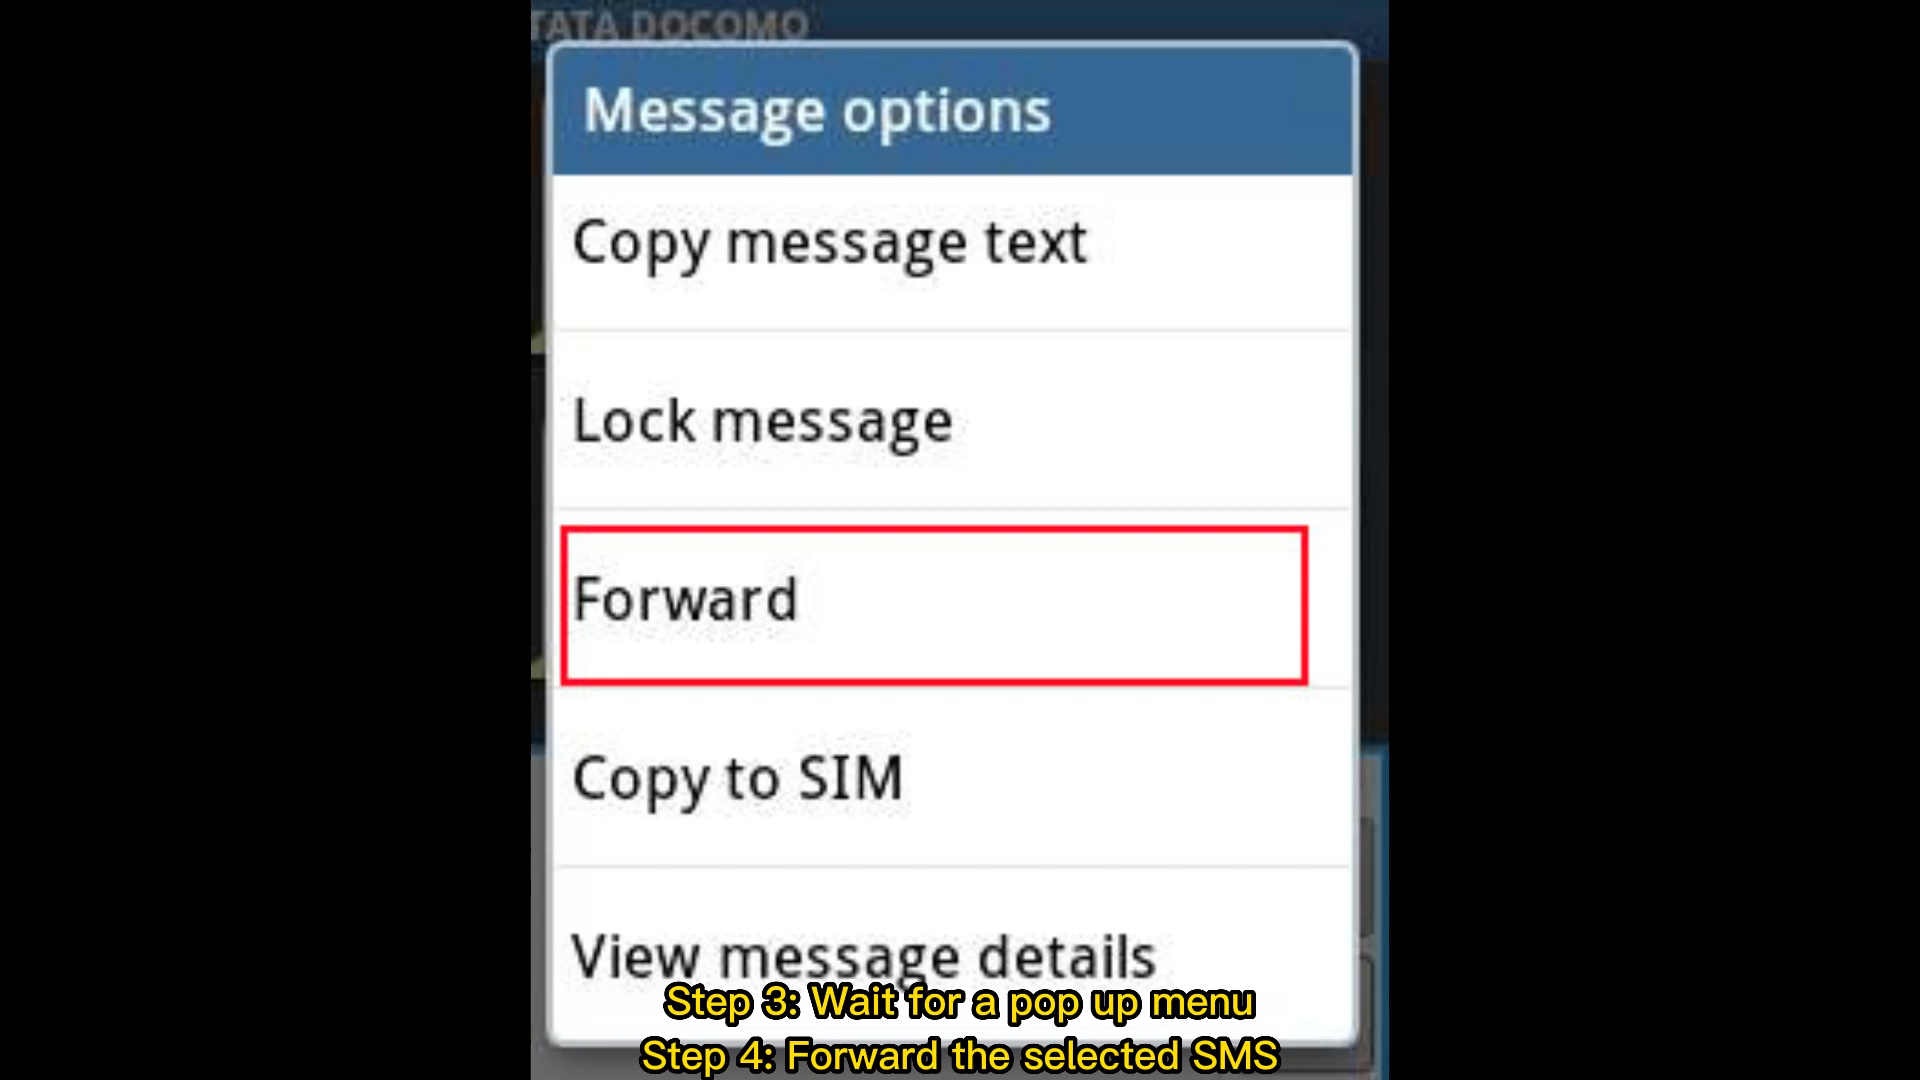 TATA DOCOMO
Message options
Copy message text
Lock message
Forward
Copy to SIM
View message details
Step 3: Wait for a pop up menu
Step 4: Forward the selected SMS